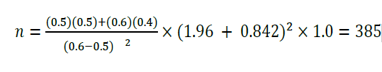 n = \frac{(0.5)(0.5)+(0.6)(0.4)}{(0.6-0.5)^{2}} × (1.96 + 0.842)² × 1.0 = 385